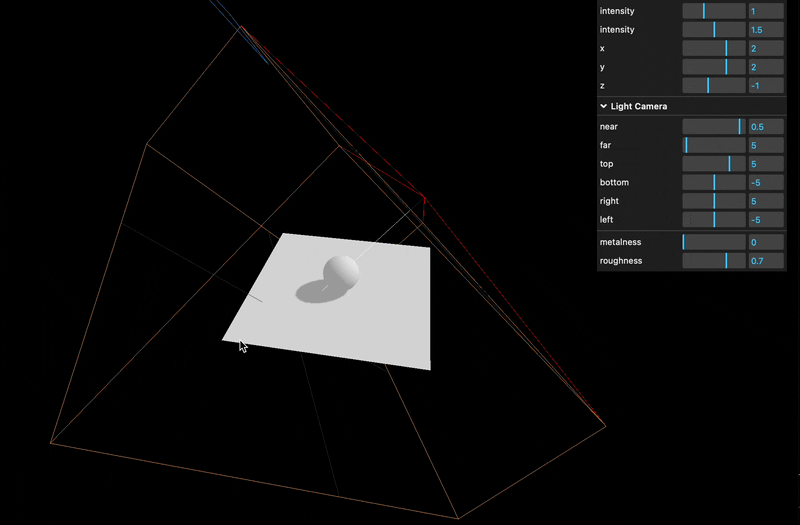 intensity 1
intensity 1.5
x 2
y 2
z -1
Light Camera
near 0.5
far 5
top 5
bottom -5
right 5
left -5
metalness 0
roughness 0.7